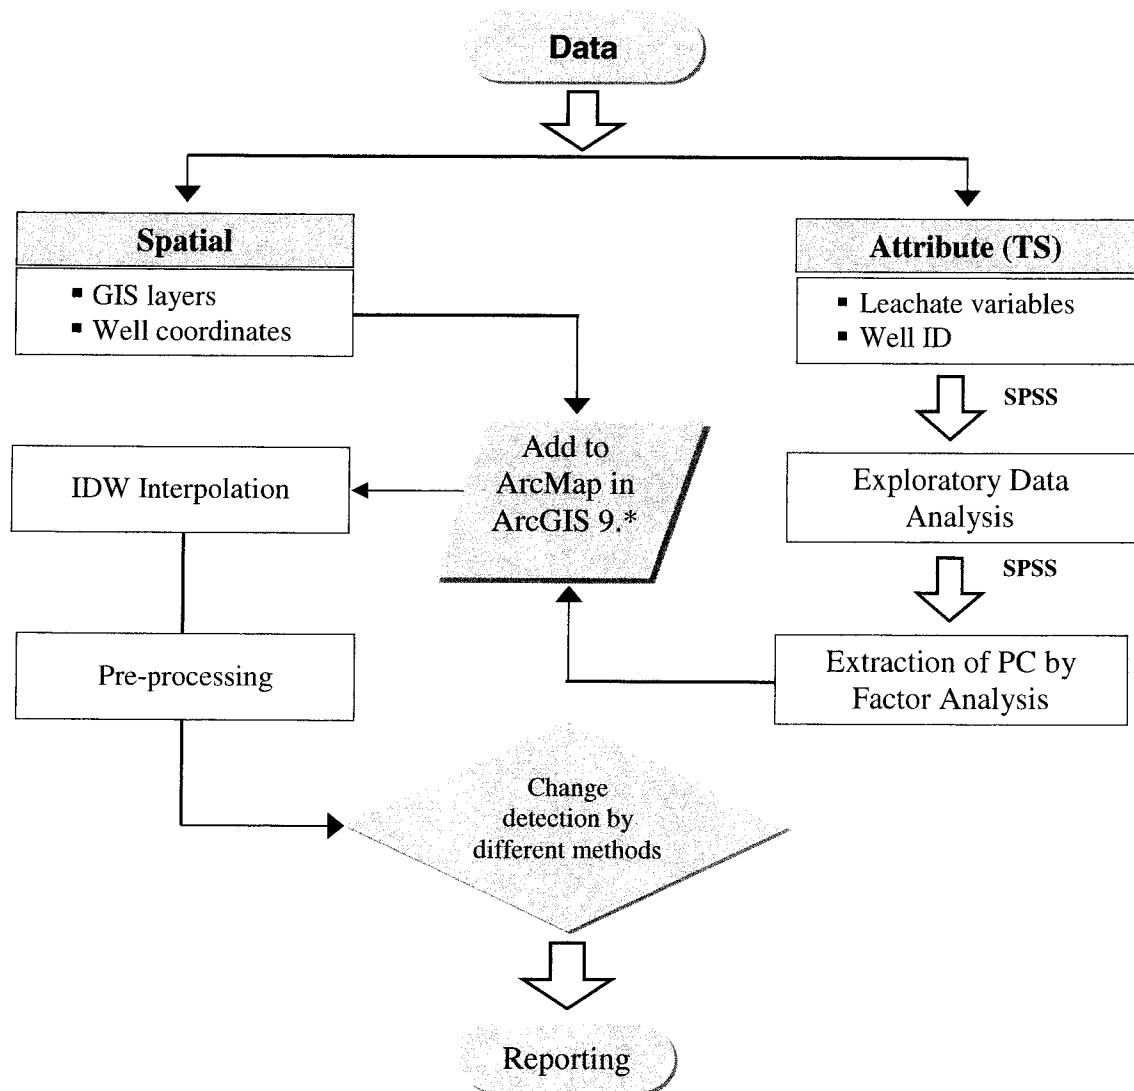 Data
Spatial
▪ GIS layers
▪ Well coordinates
Attribute (TS)
▪ Leachate variables
▪ Well ID
SPSS
Add to
ArcMap in
ArcGIS 9.*
IDW Interpolation
Exploratory Data
Analysis
SPSS
Pre-processing
Extraction of PC by
Factor Analysis
Change
detection by
different methods
Reporting